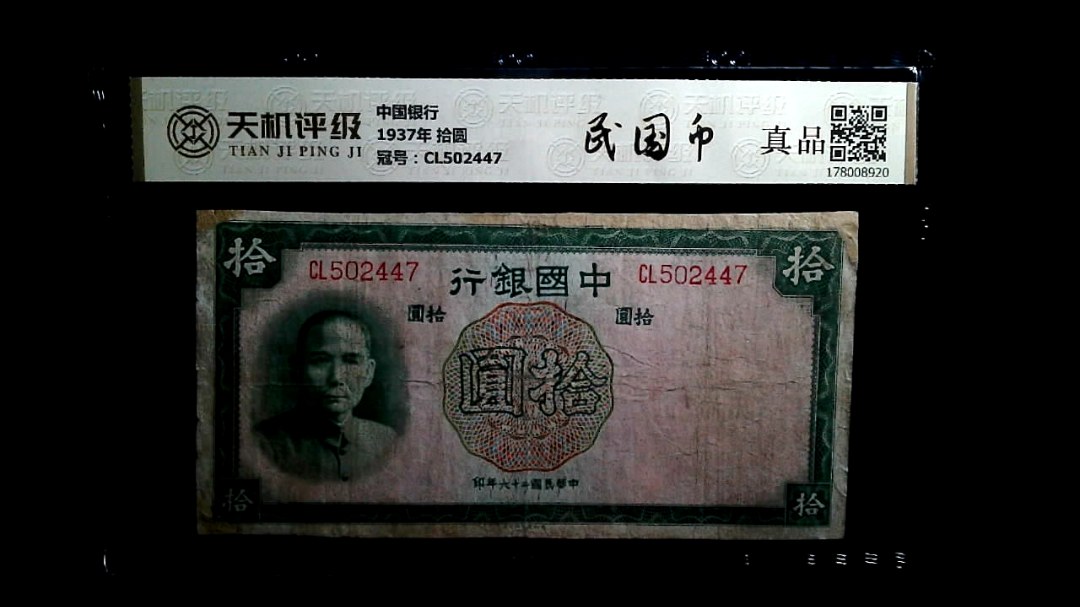 天机评级
TIAN JI PING JI
中国银行
1937年 拾圆
冠号：CL502447
民国币
真品
178008920
拾
拾
CL502447
行銀國中
CL502447
圓拾
圓拾
圓拾
印年六十二國民華中
拾
拾